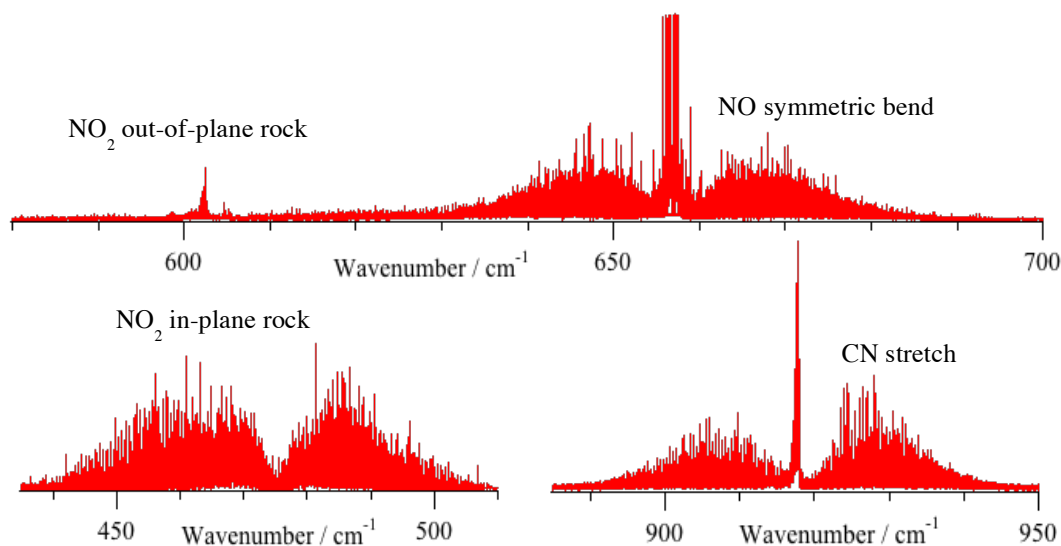 NO2 out-of-plane rock
NO symmetric bend
600
Wavenumber / cm-1
650
700
NO2 in-plane rock
CN stretch
450
Wavenumber / cm-1
500
900
Wavenumber / cm-1
950